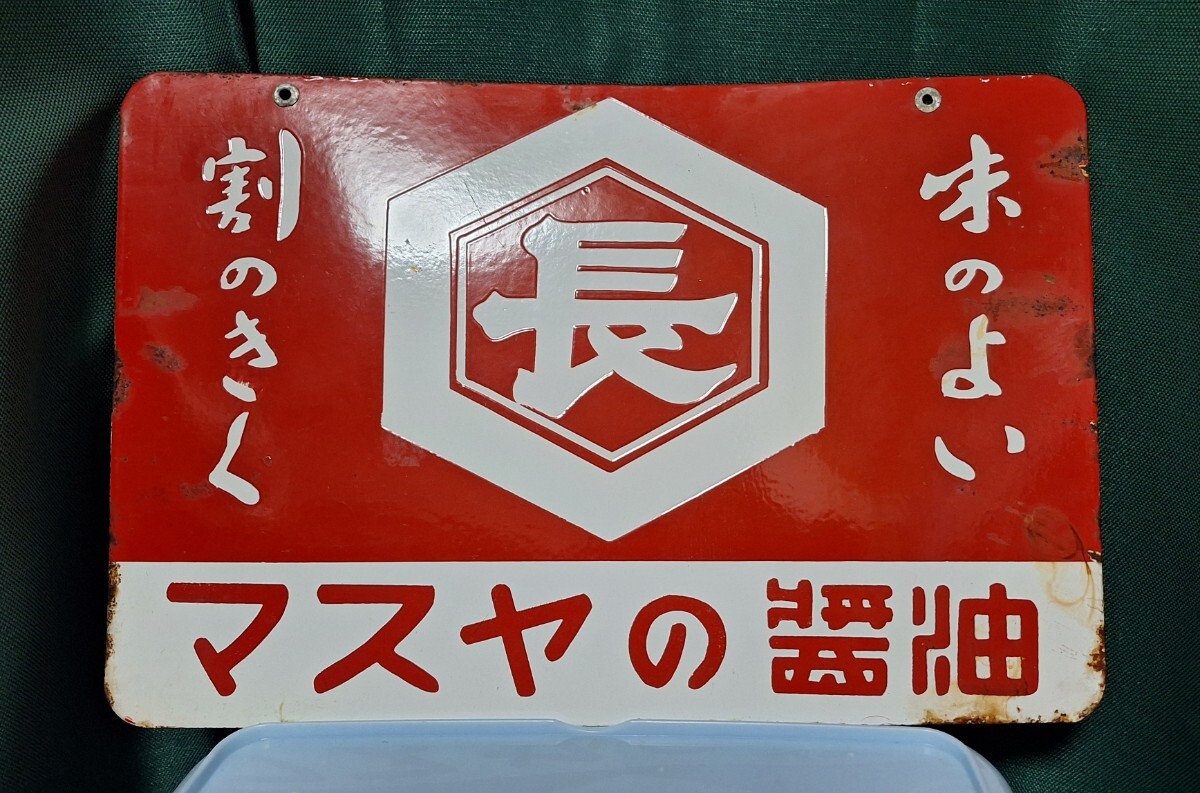 味のよい
長
割のきく
マスヤの醤油